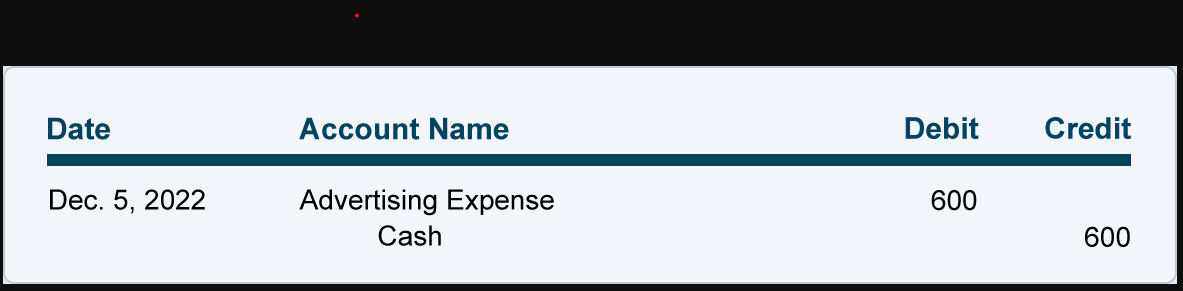 Date Account Name Debit Credit
Dec. 5, 2022 Advertising Expense 600
Cash 600